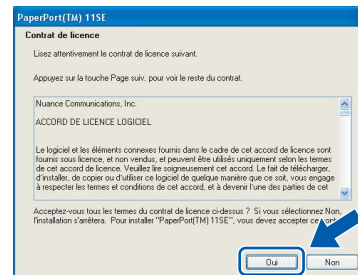 PaperPort(TM) 11SE
Contrat de licence
Lisez attentivement le contrat de licence suivant.
Appuyez sur la touche Page suiv. pour voir le reste du contrat.
Nuance Communications, Inc.
ACCORD DE LICENCE LOGICIEL
Le logiciel et les éléments connexes fournis dans le cadre de cet accord de licence sont
fournis sous licence, et non vendus, et peuvent être utilisés uniquement selon les termes
de cet accord de licence. Veuillez lire soigneusement cet accord. Le fait de télécharger,
d'installer, de copier ou d'utiliser ce logiciel de quelque manière que ce soit, vous engage
à respecter les termes et conditions de cet accord, et à devenir l'une des parties de cet
Acceptez-vous tous les termes du contrat de licence ci-dessus ? Si vous sélectionnez Non,
l'installation s'arrêtera. Pour installer "PaperPort(TM) 11SE", vous devez accepter ce
Oui Non